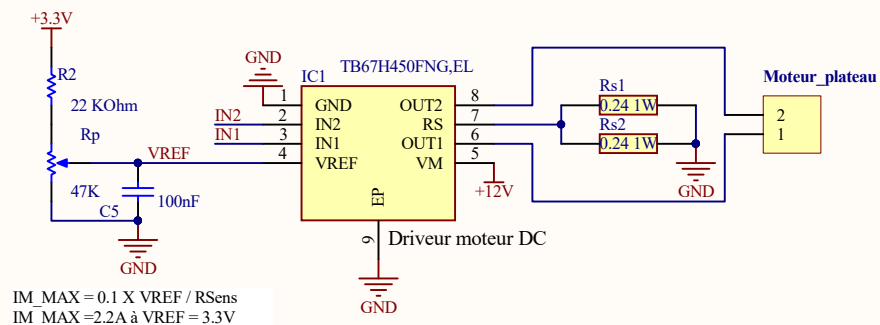 +3.3V
R2
22 KOhm
Rp
47K
VREF
C5
100nF
GND
GND
IN2
IN1
IC1
TB67H450FNG,EL
1 GND OUT2 8
2 IN2 RS 7
3 IN1 OUT1 6
4 VREF VM 5
EP
9
Driveur moteur DC
GND
+12V
Rs1
0.24 1W
Rs2
0.24 1W
GND
Moteur_plateau
2
1
IM_MAX = 0.1 X VREF / RSens
IM_MAX =2.2A à VREF = 3.3V